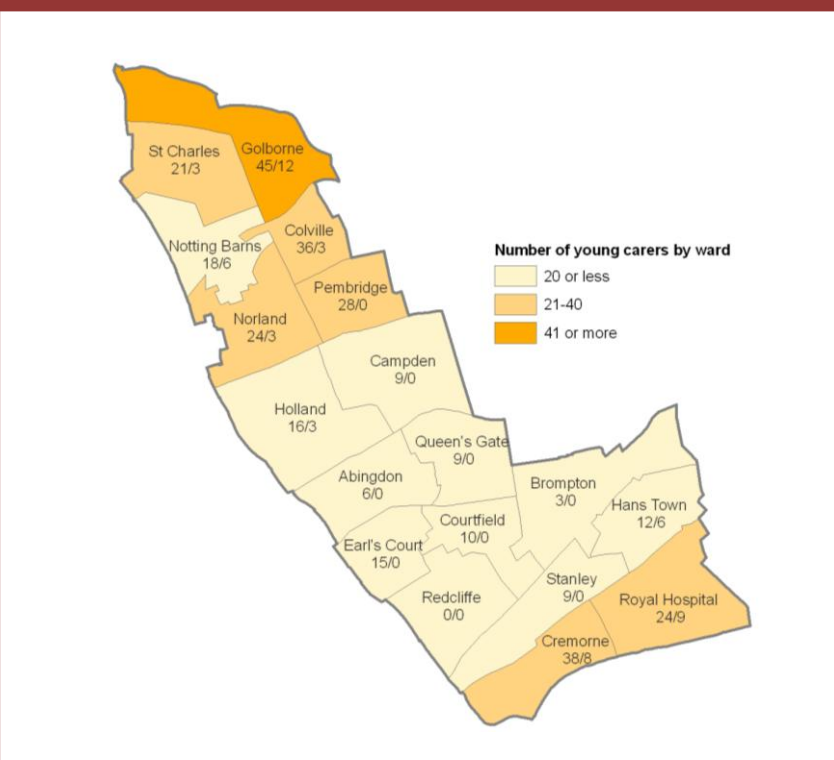 St Charles
21/3
Golborne
45/12
Notting Barns
18/6
Colville
36/3
Pembridge
28/0
Norland
24/3
Number of young carers by ward
20 or less
21-40
41 or more
Campden
9/0
Holland
16/3
Queen's Gate
9/0
Abingdon
6/0
Brompton
3/0
Hans Town
12/6
Courtfield
10/0
Earl's Court
15/0
Stanley
9/0
Redcliffe
0/0
Royal Hospital
24/9
Cremorne
38/8